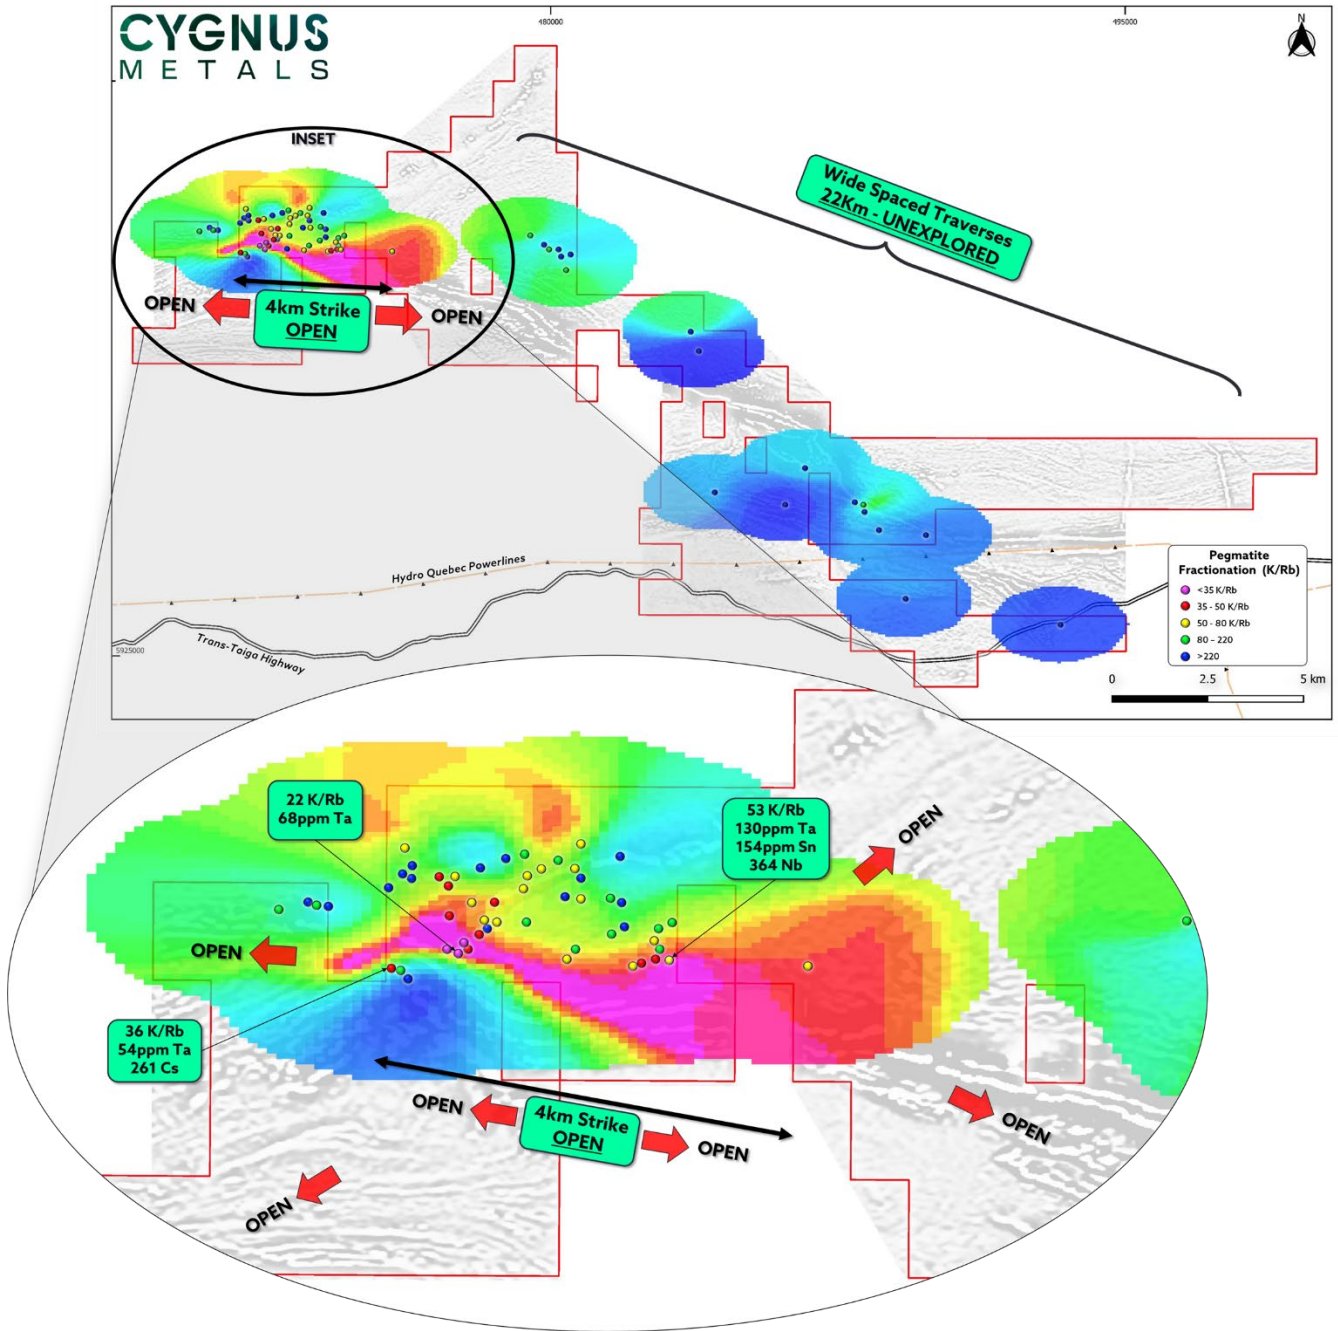 CYGNUS
METALS
480000
495000
N
INSET
Wide Spaced Traverses
22Km - UNEXPLORED
OPEN
4km Strike
OPEN
OPEN
Hydro Quebec Powerlines
Trans-Taiga Highway
5925000
Pegmatite
Fractionation (K/Rb)
<35 K/Rb
35 - 50 K/Rb
50 - 80 K/Rb
80 – 220
>220
0 2.5 5 km
22 K/Rb
68ppm Ta
53 K/Rb
130ppm Ta
154ppm Sn
364 Nb
OPEN
OPEN
36 K/Rb
54ppm Ta
261 Cs
OPEN
4km Strike
OPEN
OPEN
OPEN
OPEN